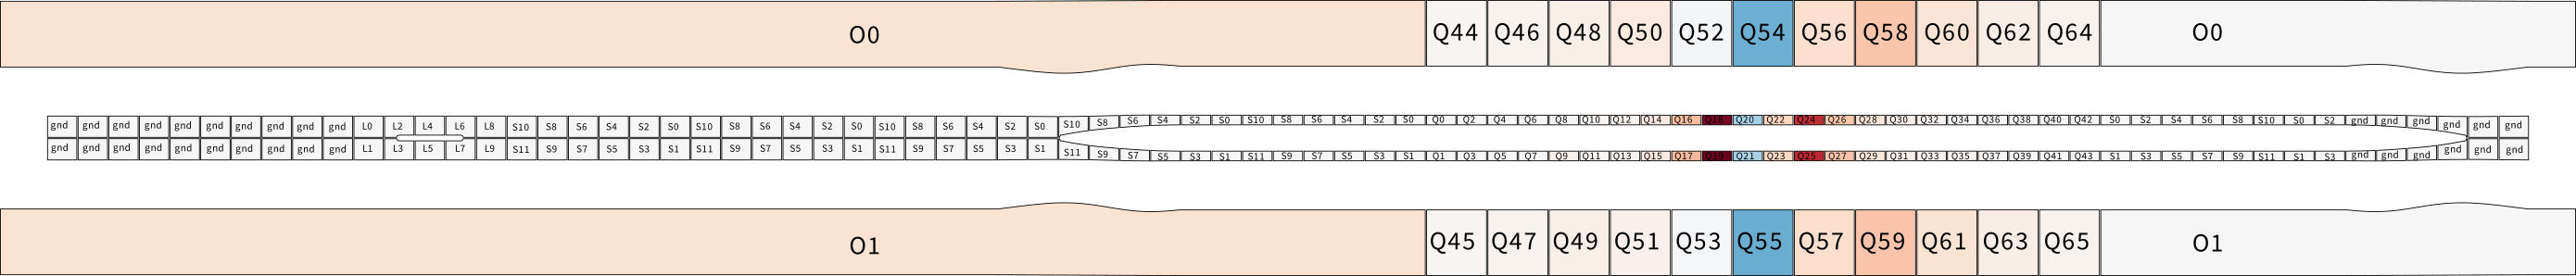 O0 Q44 Q46 Q48 Q50 Q52 Q54 Q56 Q58 Q60 Q62 Q64 O0
gnd gnd gnd gnd gnd gnd gnd gnd gnd gnd L0 L2 L4 L6 L8 S10 S8 S6 S4 S2 S0 S10 S8 S6 S4 S2 S0 S10 S8 S6 S4 S2 S0 S10 S8 S6 S4 S2 S0 S10 S8 S6 S4 S2 S0 Q0 Q2 Q4 Q6 Q8 Q10 Q12 Q14 Q16 Q18 Q20 Q22 Q24 Q26 Q28 Q30 Q32 Q34 Q36 Q38 Q40 Q42 S0 S2 S4 S6 S8 S10 S0 S2 gnd gnd gnd gnd gnd gnd
gnd gnd gnd gnd gnd gnd gnd gnd gnd gnd L1 L3 L5 L7 L9 S11 S9 S7 S5 S3 S1 S11 S9 S7 S5 S3 S1 S11 S9 S7 S5 S3 S1 S11 S9 S7 S5 S3 S1 S11 S9 S7 S5 S3 S1 Q1 Q3 Q5 Q7 Q9 Q11 Q13 Q15 Q17 Q19 Q21 Q23 Q25 Q27 Q29 Q31 Q33 Q35 Q37 Q39 Q41 Q43 S1 S3 S5 S7 S9 S11 S1 S3 gnd gnd gnd gnd gnd gnd
O1 Q45 Q47 Q49 Q51 Q53 Q55 Q57 Q59 Q61 Q63 Q65 O1